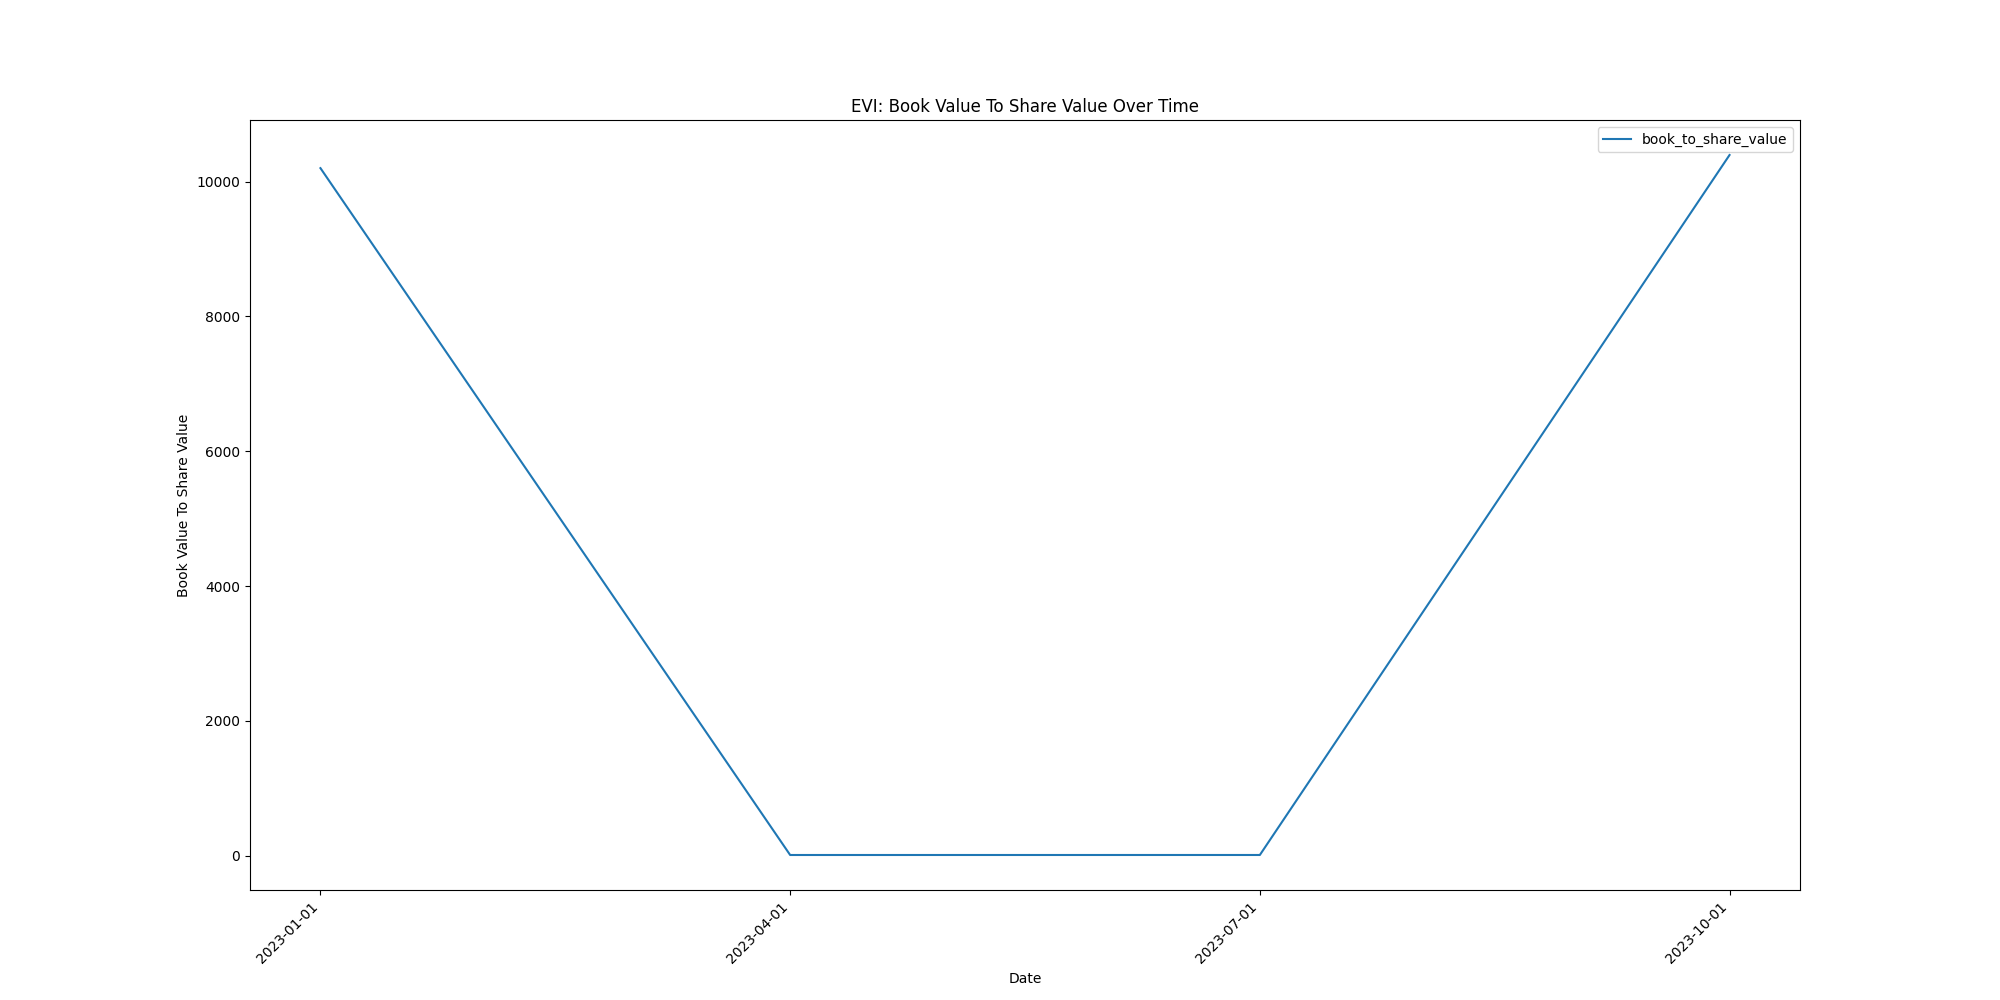 EVI: Book Value To Share Value Over Time
book_to_share_value
Book Value To Share Value
10000
8000
6000
4000
2000
0
2023-01-01
2023-04-01
2023-07-01
2023-10-01
Date